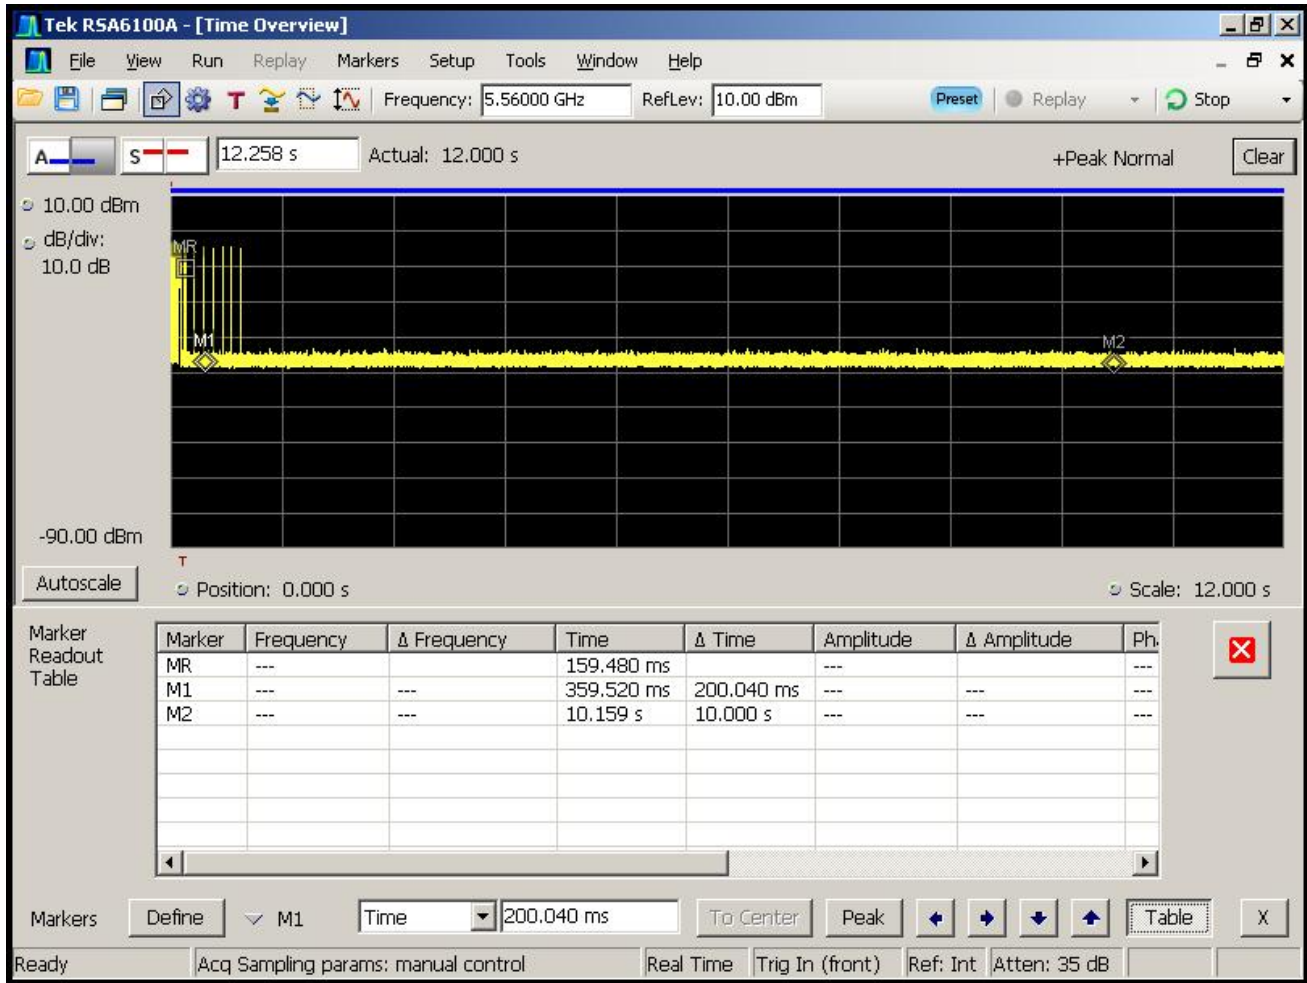 Tek RSA6100A - [Time Overview]
File View Run Replay Markers Setup Tools Window Help
T Frequency: 5.56000 GHz RefLev: 10.00 dBm Preset Replay Stop
A S 12.258 s Actual: 12.000 s +Peak Normal Clear
10.00 dBm
dB/div:
10.0 dB
MR
M1
M2
-90.00 dBm
T
Autoscale Position: 0.000 s Scale: 12.000 s
Marker Readout Table
Marker Frequency Δ Frequency Time Δ Time Amplitude Δ Amplitude Ph
MR --- 159.480 ms --- ---
M1 --- --- 359.520 ms 200.040 ms --- --- ---
M2 --- --- 10.159 s 10.000 s --- --- ---
Markers Define M1 Time 200.040 ms To Center Peak Table X
Ready Acq Sampling params: manual control Real Time Trig In (front) Ref: Int Atten: 35 dB